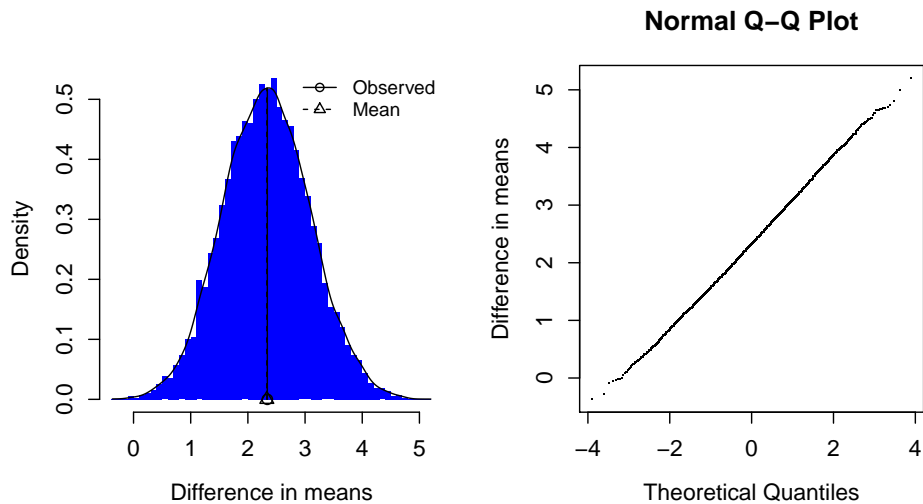 Observed
Mean
0.0 0.1 0.2 0.3 0.4 0.5
Density
0 1 2 3 4 5
Difference in means
Normal Q−Q Plot
0 1 2 3 4 5
Difference in means
−4 −2 0 2 4
Theoretical Quantiles